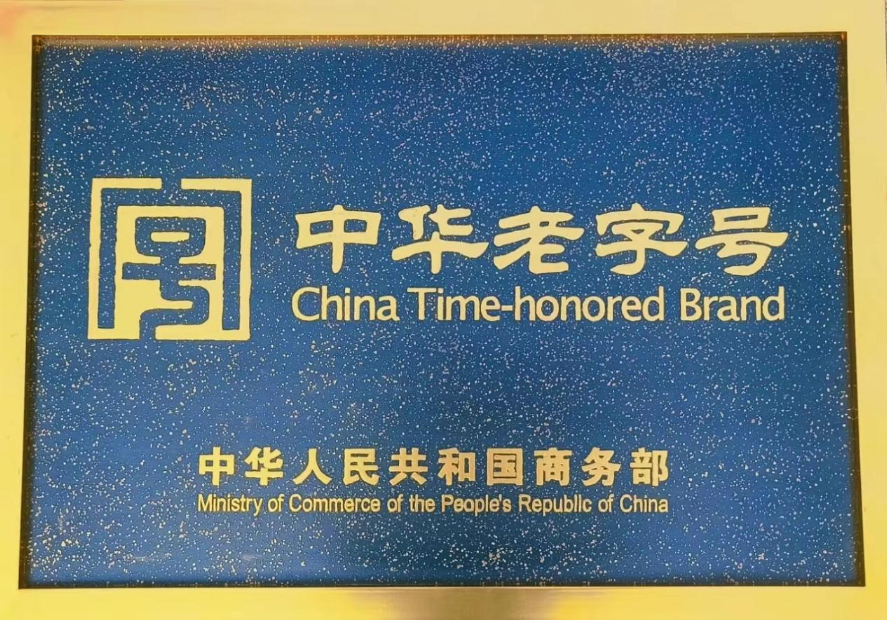 号
中华老字号
China Time-honored Brand
中华人民共和国商务部
Ministry of Commerce of the People's Republic of China